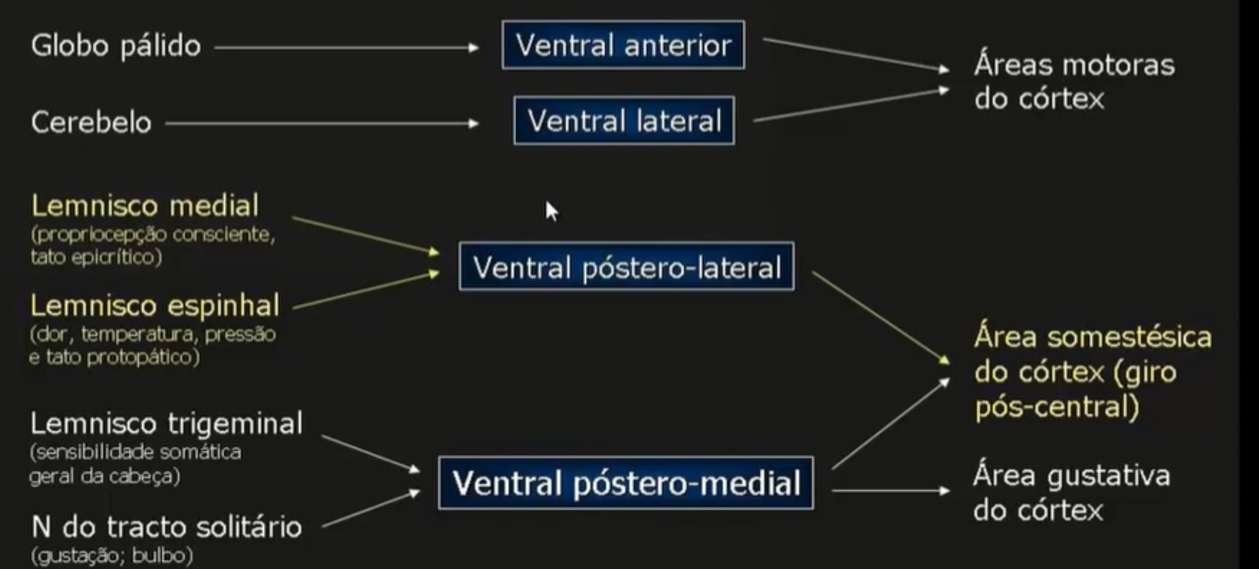 Globo pálido
Ventral anterior
Áreas motoras
do córtex
Cerebelo
Ventral lateral
Lemnisco medial
(propriocepção consciente,
tato epicrítico)
Ventral póstero-lateral
Lemnisco espinhal
(dor, temperatura, pressão
e tato protopático)
Área somestésica
do córtex (giro
pós-central)
Lemnisco trigeminal
(sensibilidade somática
geral da cabeça)
Ventral póstero-medial
Área gustativa
do córtex
N do tracto solitário
(gustação; bulbo)